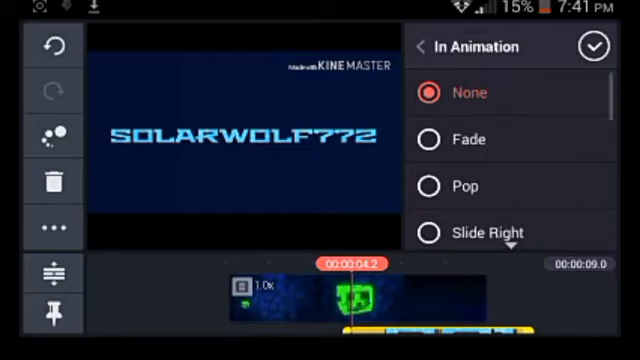 15% 7:41 PM
In Animation
Made with KINEMASTER
None
SOLARWOLF772
Fade
Pop
Slide Right
00:00:04.2
00:00:09.0
1.0x